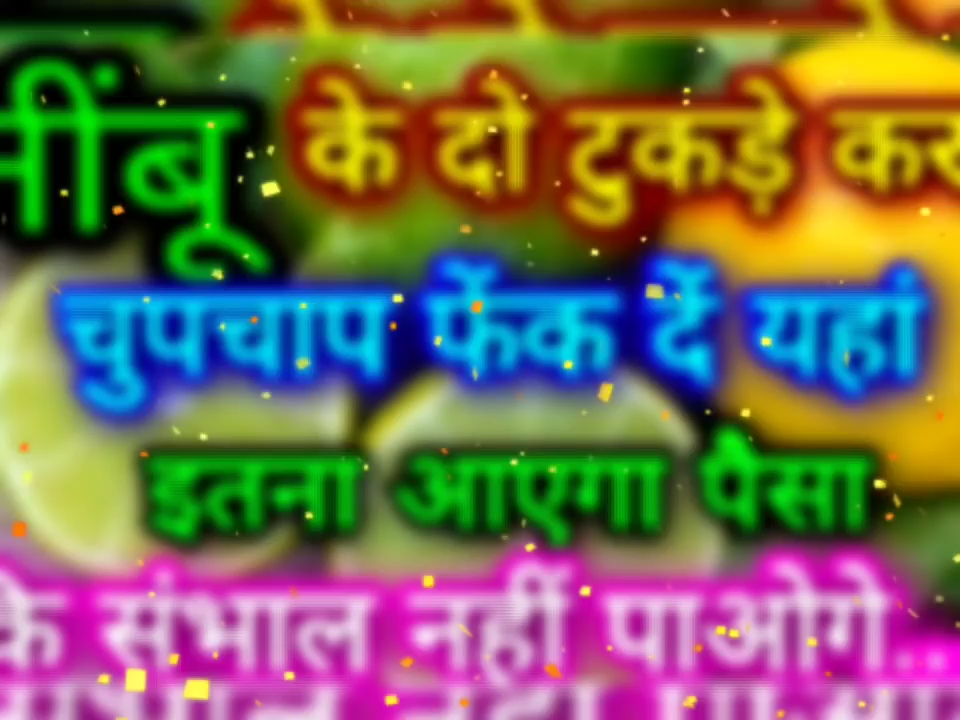 नींबू के दो टुकड़े कर
चुपचाप फेंक दें यहां
इतना आएगा पैसा
के संभाल नहीं पाओगे..